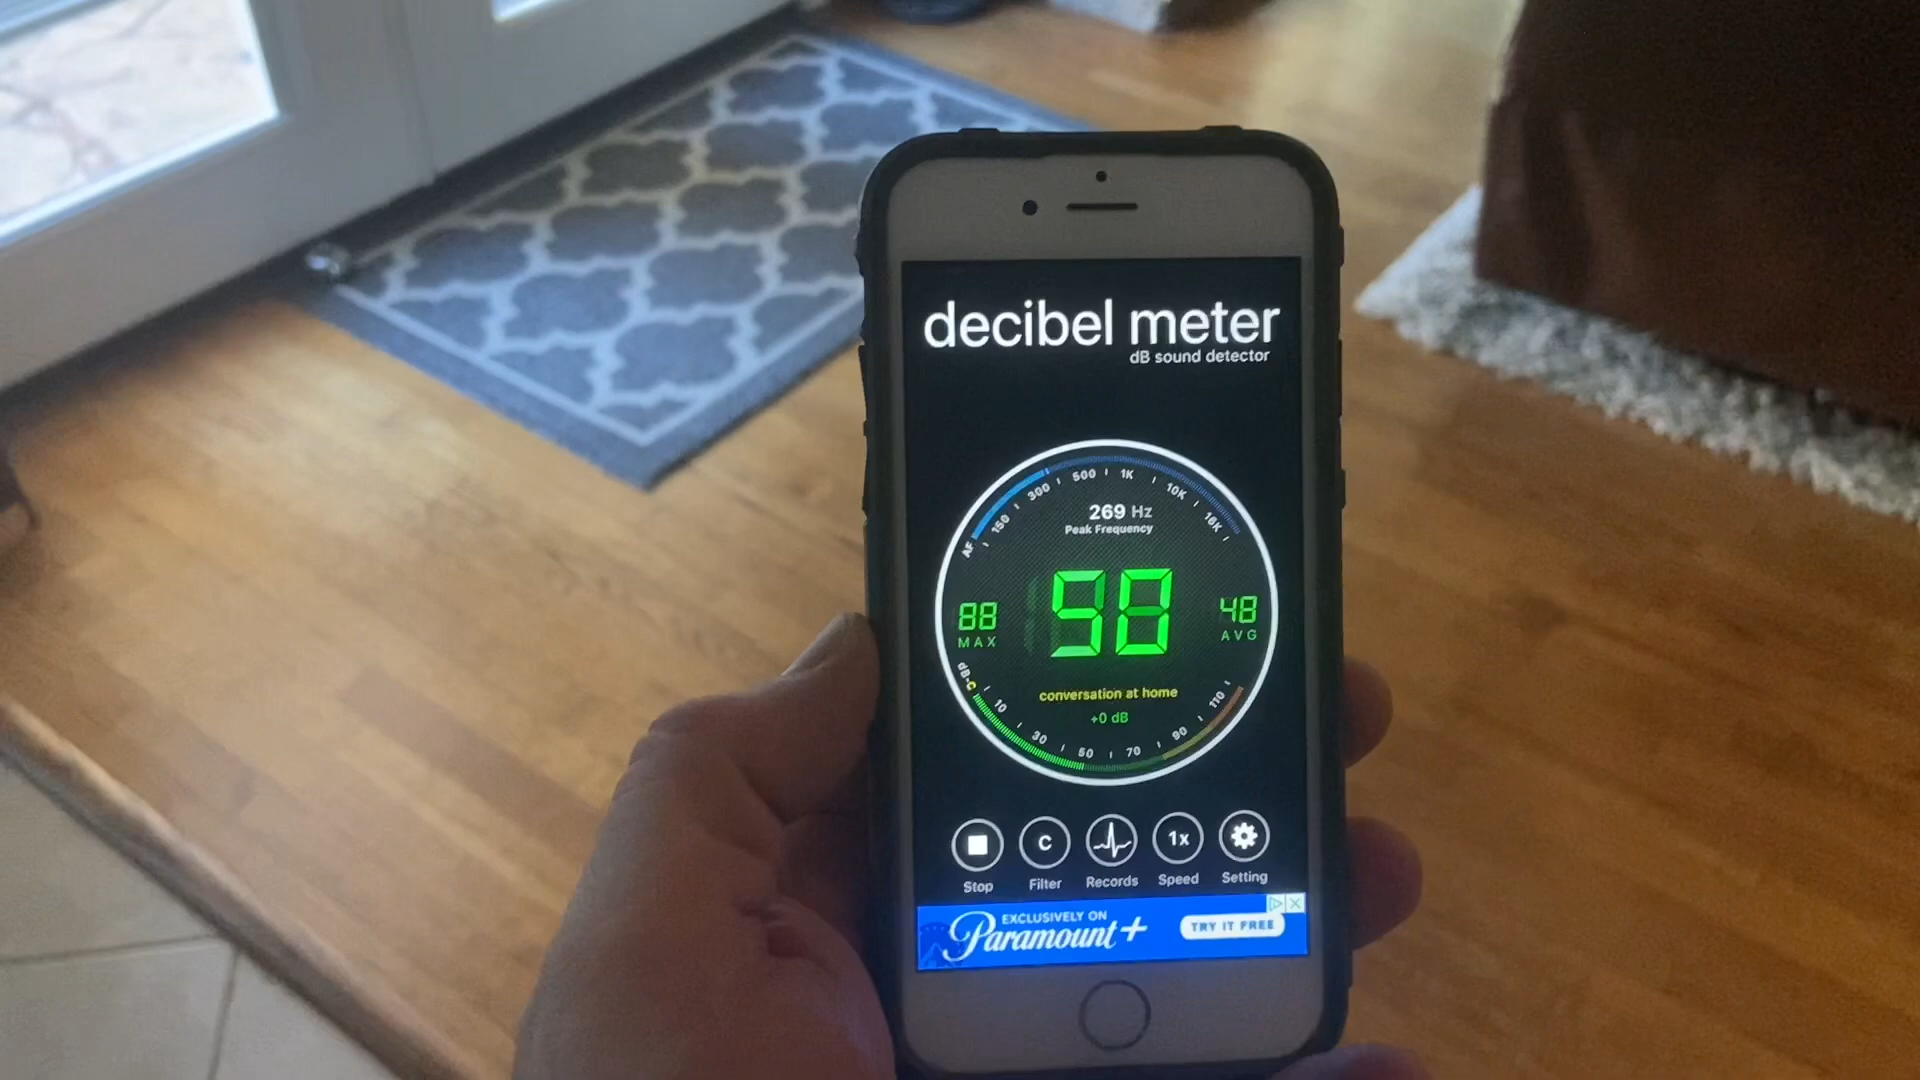 decibel meter
dB sound detector
AF 150 300 500 1K 10K 16K
269 Hz
Peak Frequency
88
MAX
50
48
AVG
conversation at home
+0 dB
dB-C 10 30 50 70 90 110
C
1x
Stop
Filter
Records
Speed
Setting
EXCLUSIVELY ON
Paramount+
TRY IT FREE